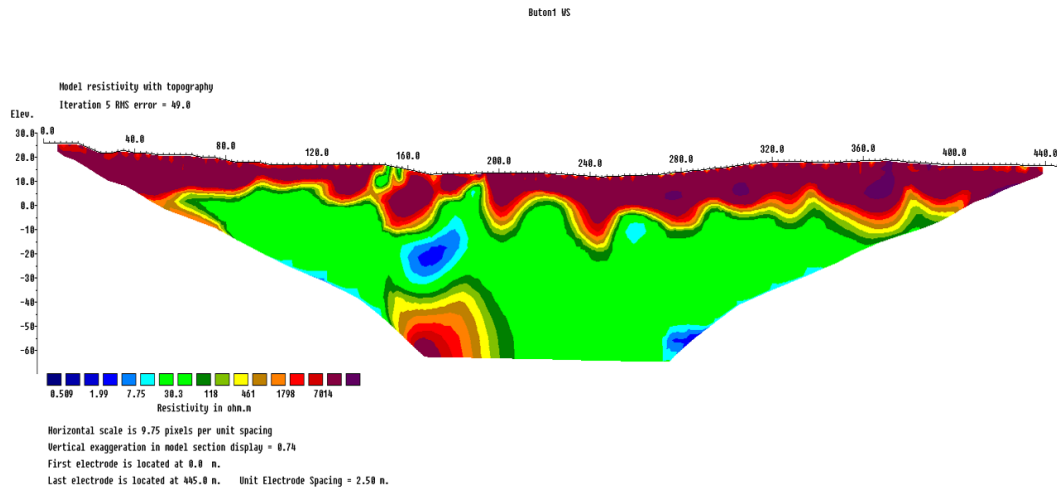 Buton1 WS
Model resistivity with topography
Iteration 5 RMS error = 49.0
Elev.
0.0
40.0
80.0
120.0
160.0
200.0
240.0
280.0
320.0
360.0
400.0
440.0
30.0
20.0
10.0
0.0
-10
-20
-30
-40
-50
-60
0.509 1.99 7.75 30.3 118 461 1798 7014
Resistivity in ohm.m
Horizontal scale is 9.75 pixels per unit spacing
Vertical exaggeration in model section display = 0.74
First electrode is located at 0.0 m.
Last electrode is located at 445.0 m. Unit Electrode Spacing = 2.50 m.